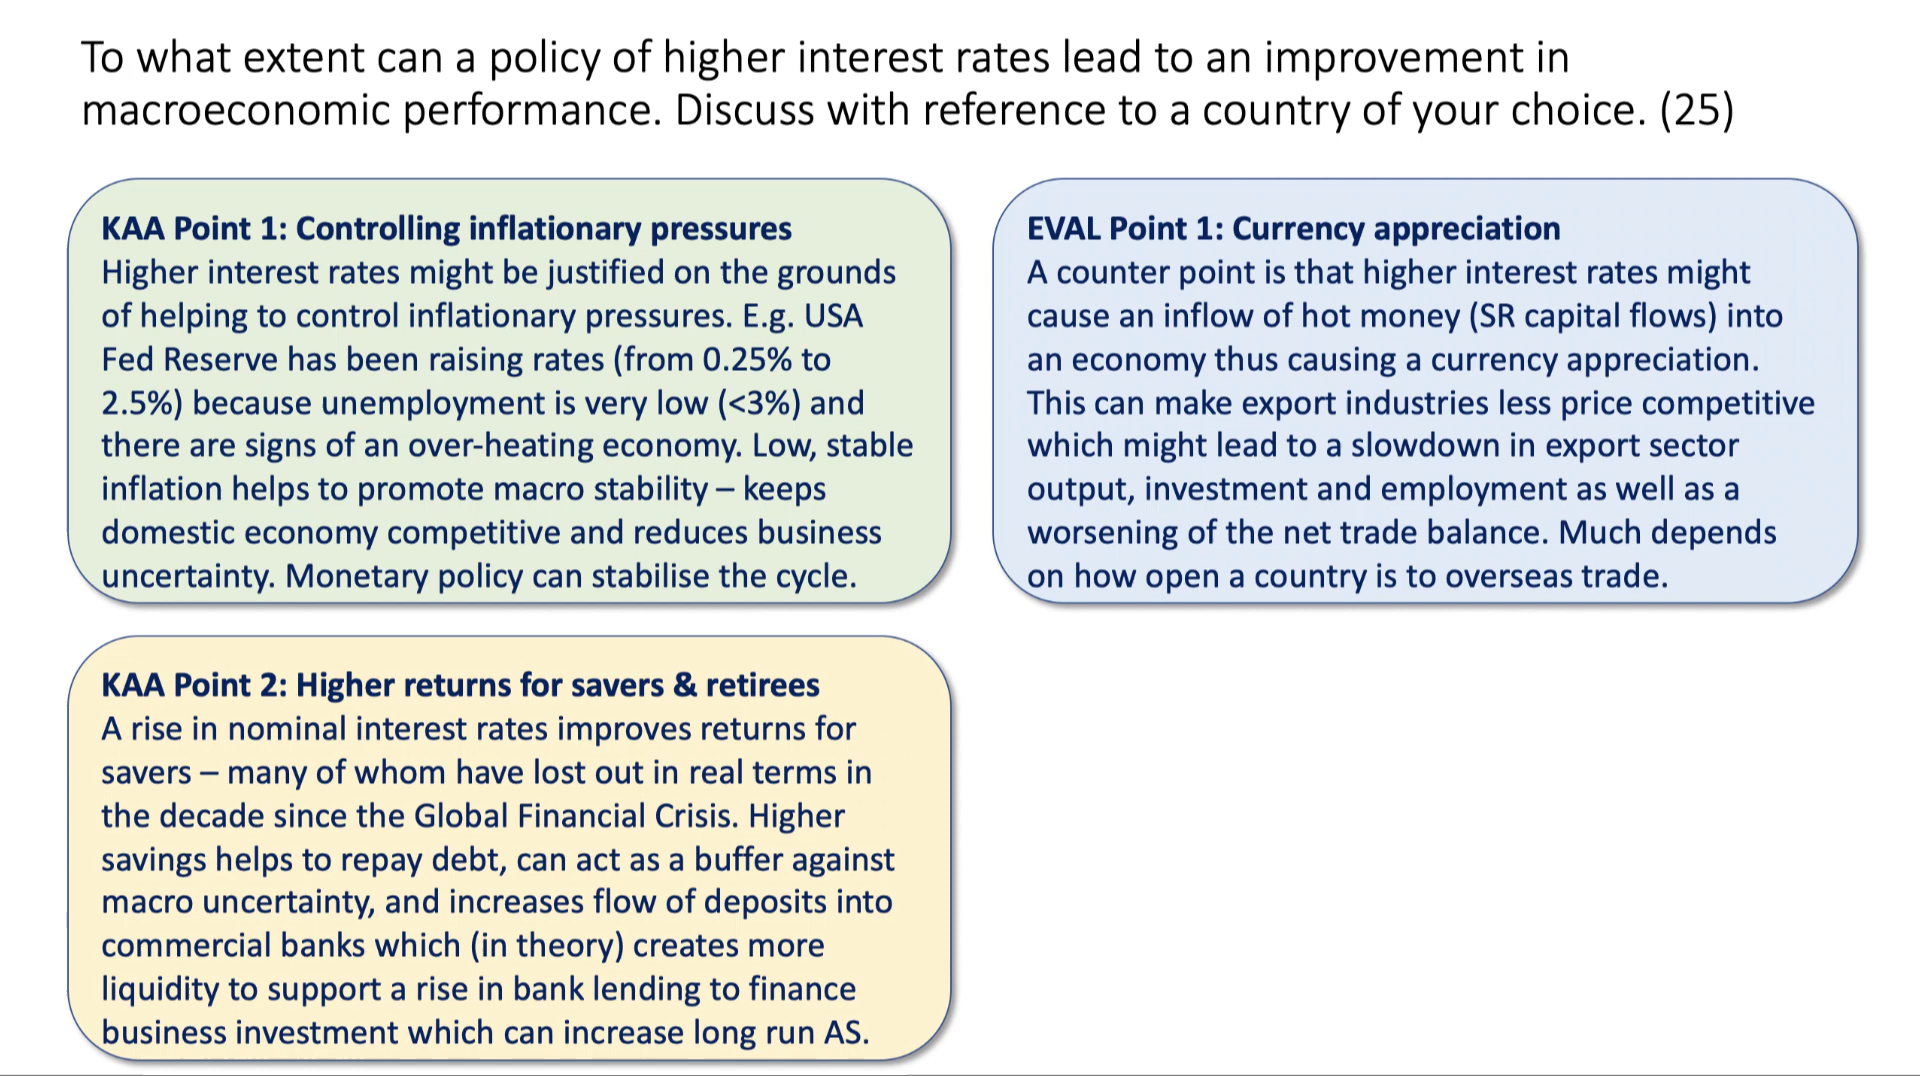 To what extent can a policy of higher interest rates lead to an improvement in
macroeconomic performance. Discuss with reference to a country of your choice. (25)
KAA Point 1: Controlling inflationary pressures
Higher interest rates might be justified on the grounds
of helping to control inflationary pressures. E.g. USA
Fed Reserve has been raising rates (from 0.25% to
2.5%) because unemployment is very low (<3%) and
there are signs of an over-heating economy. Low, stable
inflation helps to promote macro stability – keeps
domestic economy competitive and reduces business
uncertainty. Monetary policy can stabilise the cycle.
EVAL Point 1: Currency appreciation
A counter point is that higher interest rates might
cause an inflow of hot money (SR capital flows) into
an economy thus causing a currency appreciation.
This can make export industries less price competitive
which might lead to a slowdown in export sector
output, investment and employment as well as a
worsening of the net trade balance. Much depends
on how open a country is to overseas trade.
KAA Point 2: Higher returns for savers & retirees
A rise in nominal interest rates improves returns for
savers – many of whom have lost out in real terms in
the decade since the Global Financial Crisis. Higher
savings helps to repay debt, can act as a buffer against
macro uncertainty, and increases flow of deposits into
commercial banks which (in theory) creates more
liquidity to support a rise in bank lending to finance
business investment which can increase long run AS.